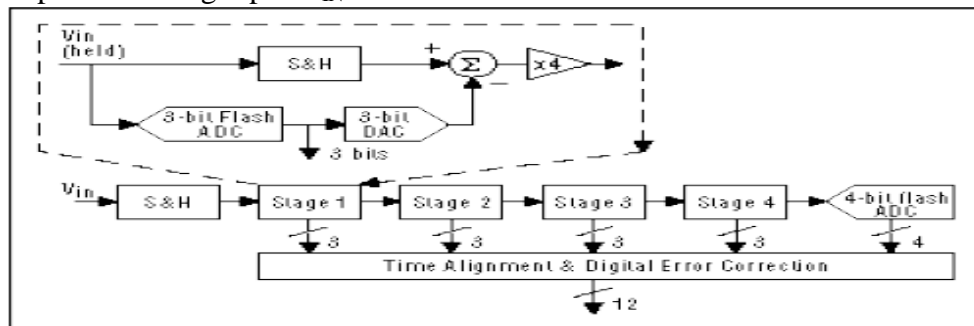 Vin
(held)
S&H
+
Σ
x4
−
3-bit Flash
ADC
3-bit
DAC
3 bits
Vin
S&H
Stage 1
Stage 2
Stage 3
Stage 4
4-bit flash
ADC
3
3
3
3
4
Time Alignment & Digital Error Correction
12